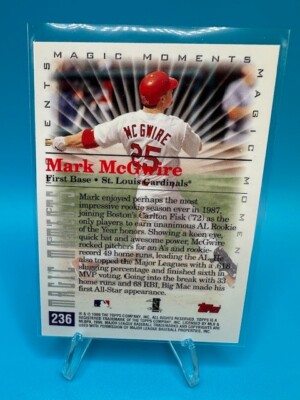 MAGIC MOMENTS
MAGIC MOMEN
ENTS
McGWIRE
25
Mark McGwire
First Base • St. Louis Cardinals®
Mark enjoyed perhaps the most
impressive rookie season ever in 1987,
joining Boston's Carlton Fisk ('72) as the
only players to earn unanimous AL Rookie
of the Year honors. Showing a keen eye,
quick bat and awesome power, McGwire
rocked pitchers for an A's and rookie
record 49 home runs, leading the AL. He
also topped the Major Leagues with a .618
slugging percentage and finished sixth in
MVP voting. Going into the break with 33
home runs and 68 RBI, Big Mac made his
first All-Star appearance.
236
Topps